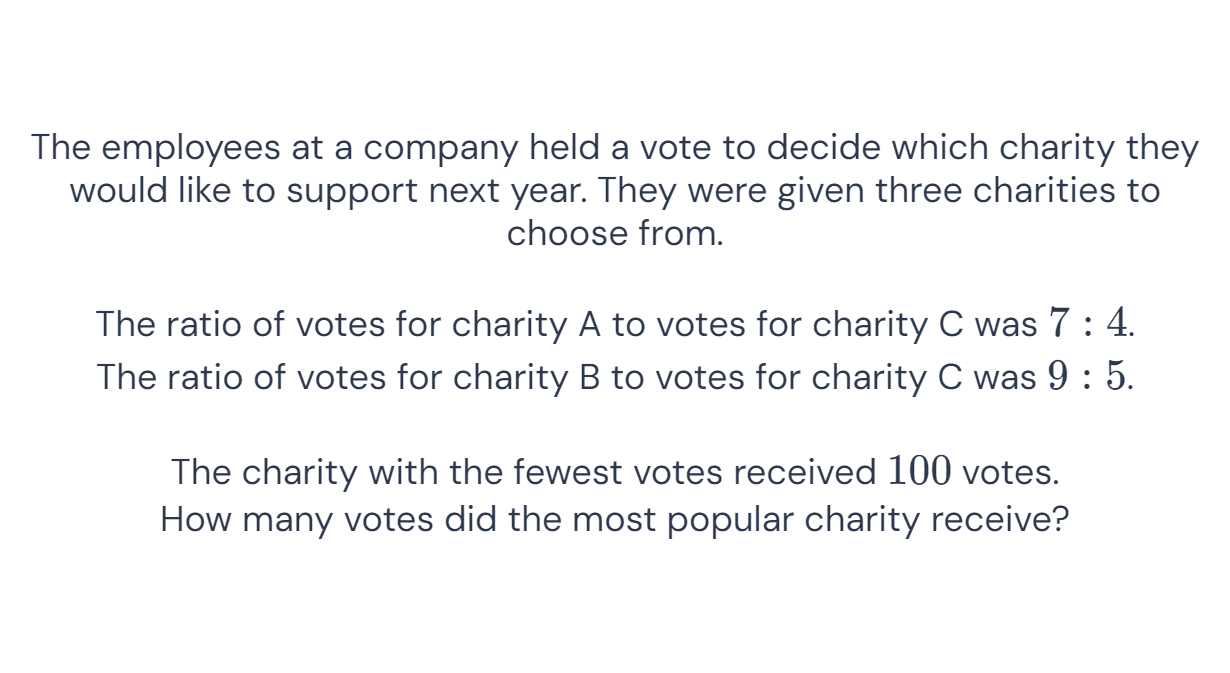 The employees at a company held a vote to decide which charity they
would like to support next year. They were given three charities to
choose from.
The ratio of votes for charity A to votes for charity C was 7 : 4.
The ratio of votes for charity B to votes for charity C was 9 : 5.
The charity with the fewest votes received 100 votes.
How many votes did the most popular charity receive?